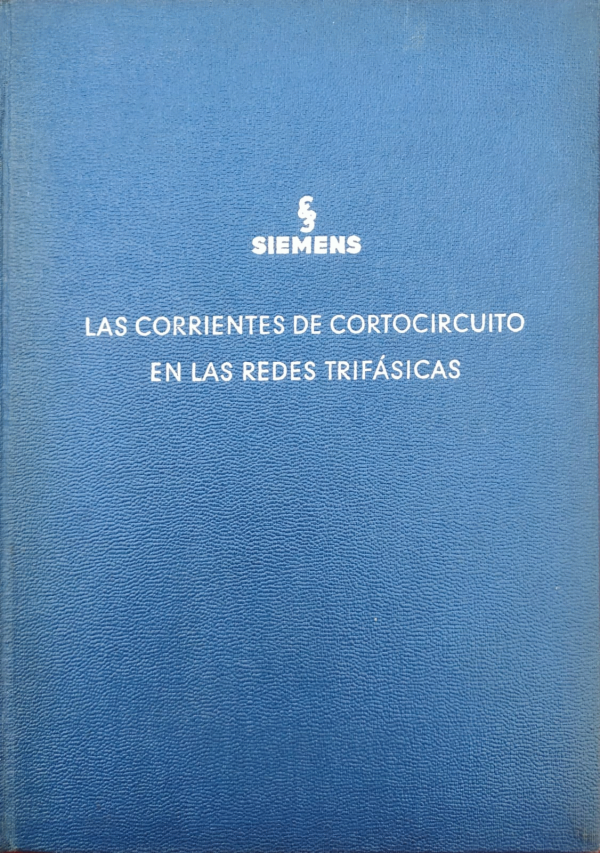 SIEMENS
LAS CORRIENTES DE CORTOCIRCUITO
EN LAS REDES TRIFÁSICAS